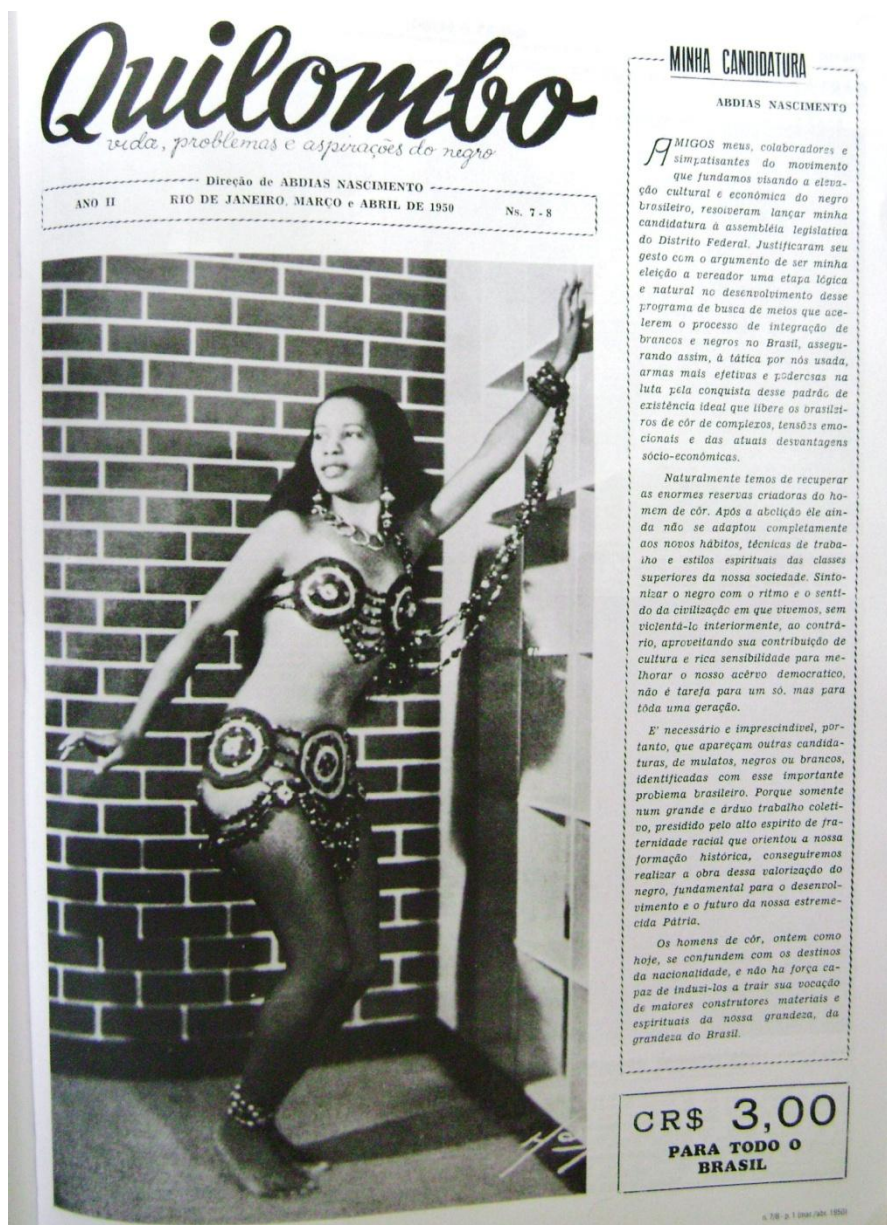 Quilombo
vida, problemas e aspirações do negro
Direção de ABDIAS NASCIMENTO
ANO II RIO DE JANEIRO, MARÇO e ABRIL DE 1950 Ns. 7-8
MINHA CANDIDATURA
ABDIAS NASCIMENTO
AMIGOS meus, colaboradores e
simpatisantes do movimento
que fundamos visando a eleva-
ção cultural e económica do negro
brasileiro, resolveram lançar minha
candidatura à assembléia legislativa
do Distrito Federal. Justificaram seu
gesto com o argumento de ser minha
eleição a vereador uma etapa lógica
e natural no desenvolvimento desse
programa de busca de meios que ace-
lerem o processo de integração de
brancos e negros no Brasil, assegu-
rando assim, à tática por nós usada,
armas mais efetivas e poderosas na
luta pela conquista desse padrão de
existência ideal que libere os brasilei-
ros de côr de complexos, tensões emo-
cionais e das atuais desvantagens
sócio-econômicas.
Naturalmente temos de recuperar
as enormes reservas criadoras do ho-
mem de côr. Após a abolição êle ain-
da não se adaptou completamente
aos novos hábitos, técnicas de traba-
lho e estilos espirituais das classes
superiores da nossa sociedade. Sinto-
nizar o negro com o ritmo e o senti-
do da civilização em que vivemos, sem
violentá-lo interiormente, ao contrá-
rio, aproveitando sua contribuição de
cultura e rica sensibilidade para me-
lhorar o nosso acêrvo democratico,
não é tarefa para um só, mas para
tôda uma geração.
E' necessário e imprescindivel, por-
tanto, que apareçam outras candida-
turas, de mulatos, negros ou brancos,
identificadas com esse importante
problema brasileiro. Porque somente
num grande e árduo trabalho coleti-
vo, presidido pelo alto espirito de fra-
ternidade racial que orientou a nossa
formação histórica, conseguiremos
realizar a obra dessa valorização do
negro, fundamental para o desenvol-
vimento e o futuro da nossa estreme-
cida Pátria.
Os homens de côr, ontem como
hoje, se confundem com os destinos
da nacionalidade, e não ha força ca-
paz de induzi-los a trair sua vocação
de maiores construtores materiais e
espirituais da nossa grandeza, da
grandeza do Brasil.
CR$ 3,00
PARA TODO O
BRASIL
n. 7/8 - p. 1 (mar./abr. 1950)